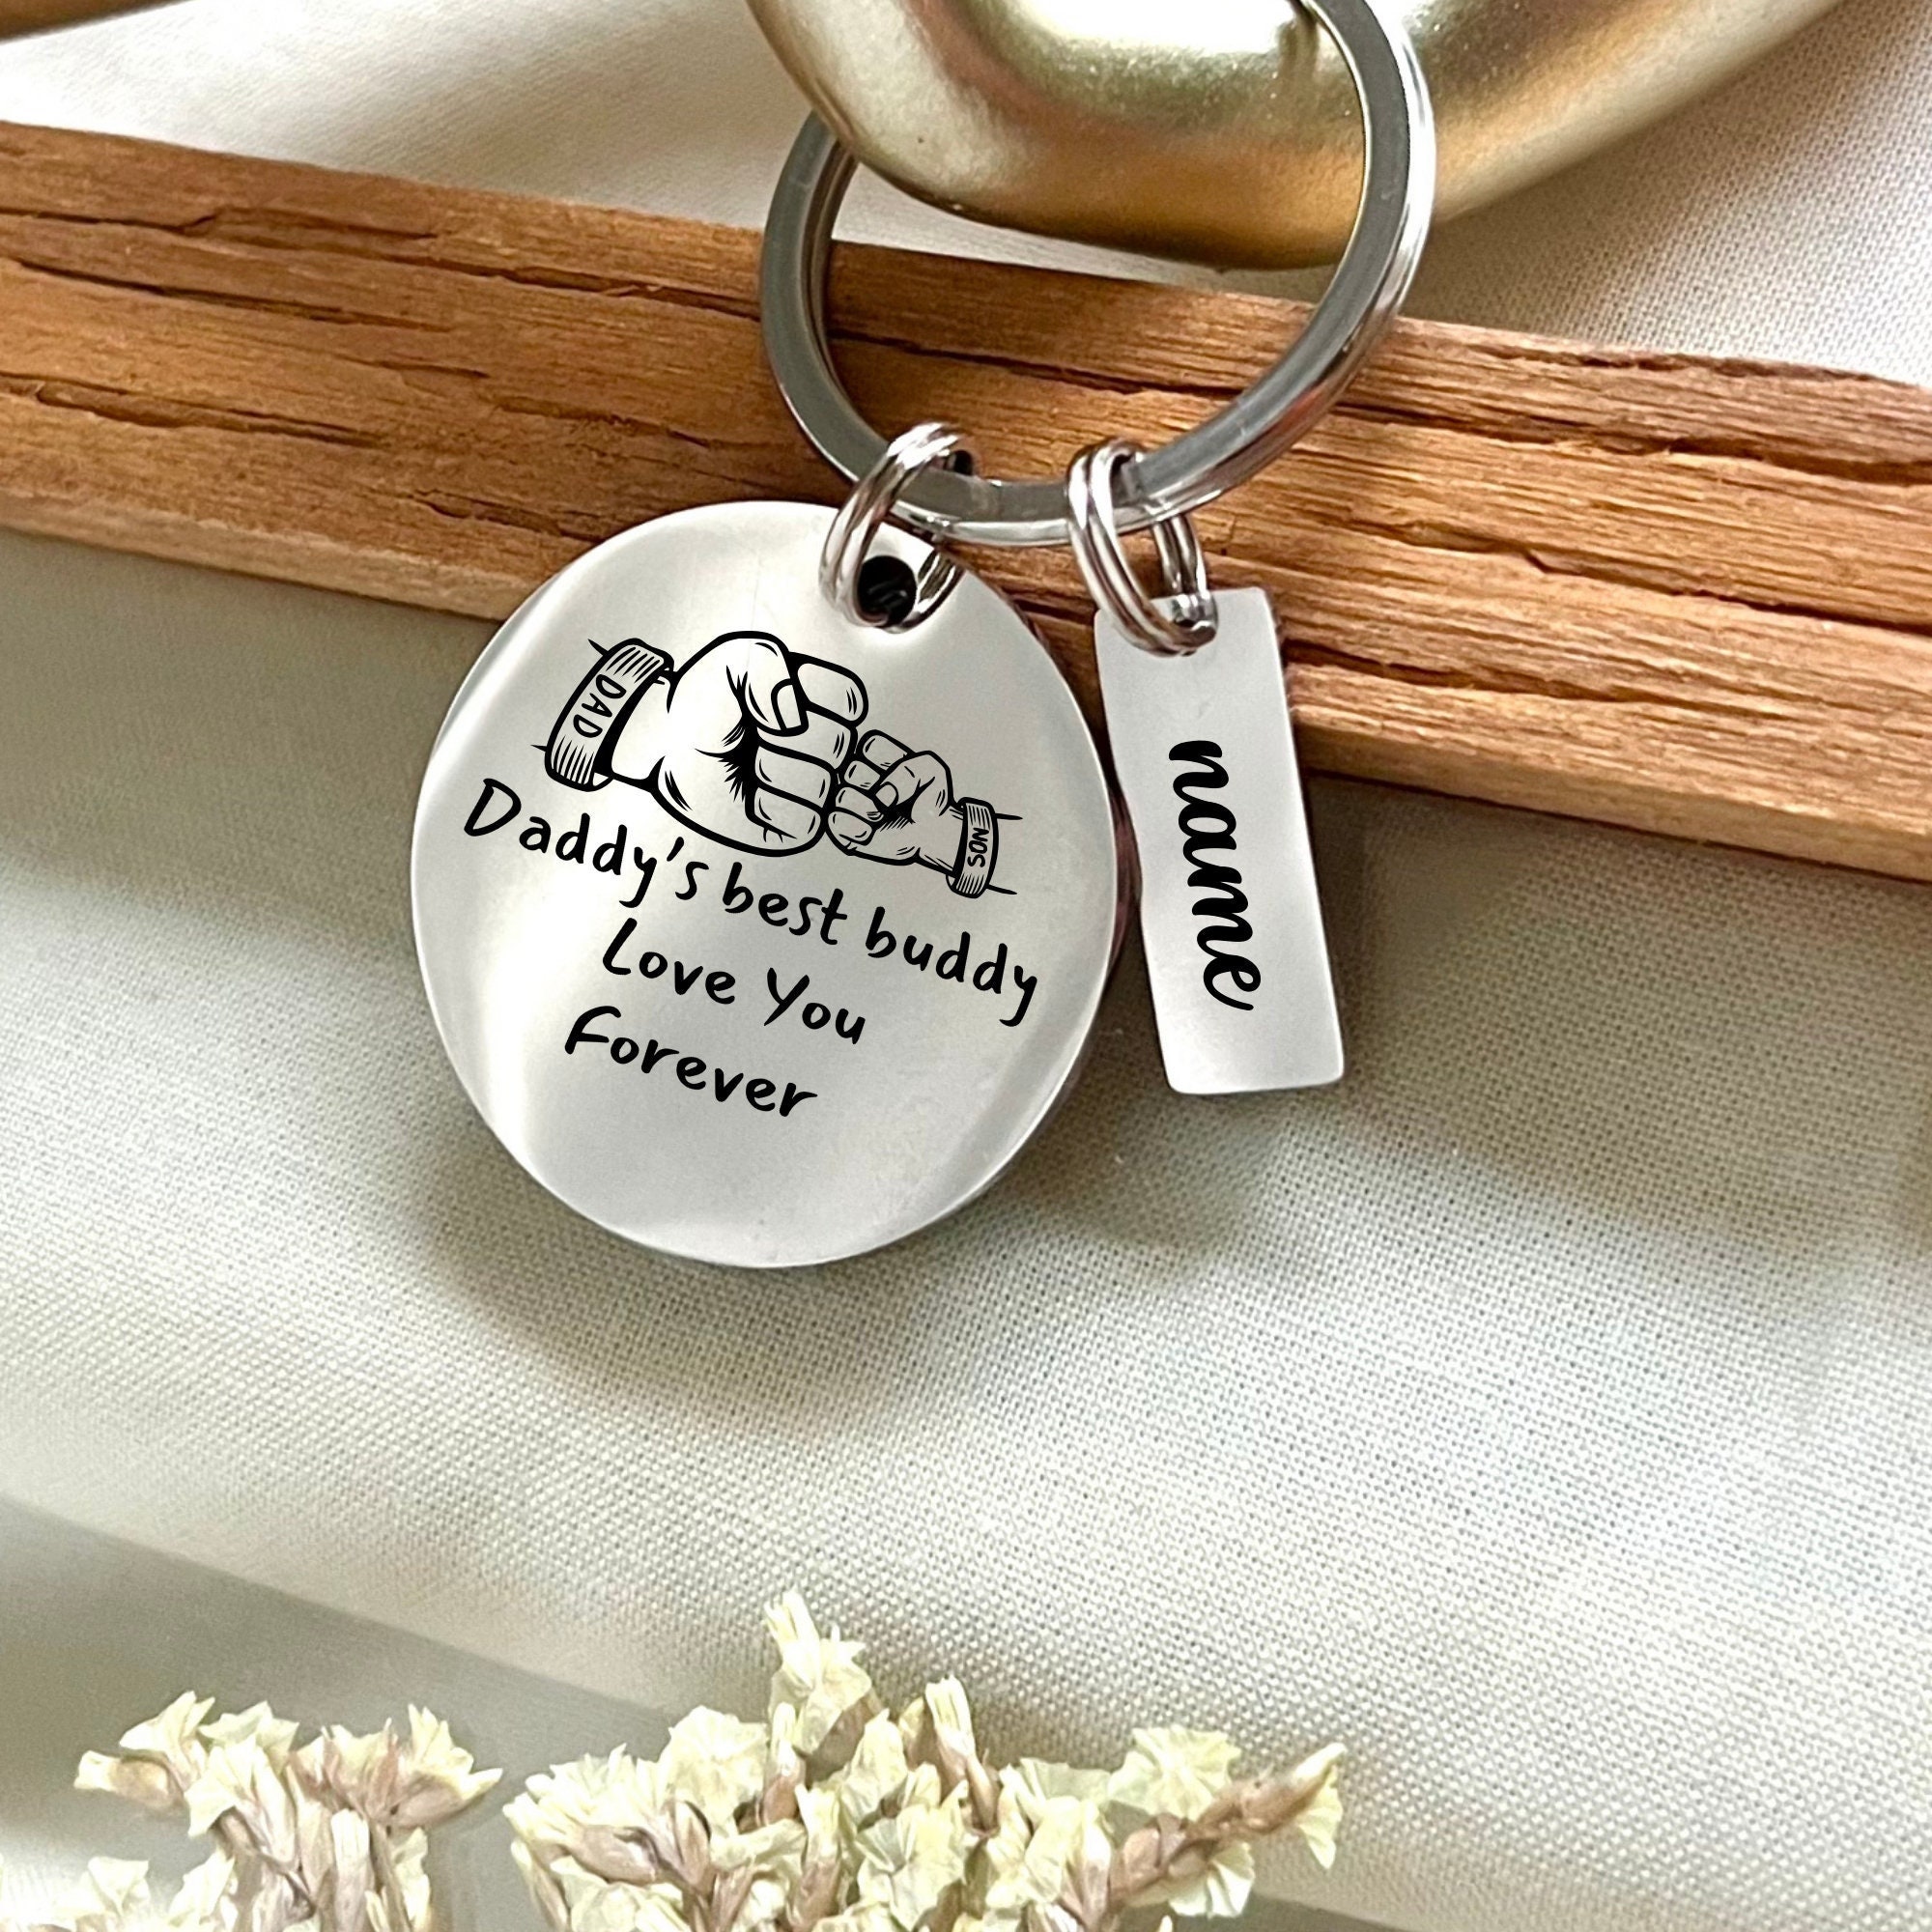 DAD
SON
Daddy's best buddy
Love You
Forever
name